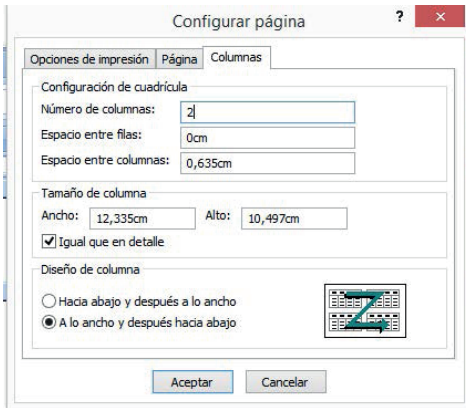 Configurar página ?
Opciones de impresión Página Columnas
Configuración de cuadrícula
Número de columnas: 2
Espacio entre filas: 0cm
Espacio entre columnas: 0,635cm
Tamaño de columna
Ancho: 12,335cm Alto: 10,497cm
Igual que en detalle
Diseño de columna
Hacia abajo y después a lo ancho
A lo ancho y después hacia abajo
Aceptar Cancelar